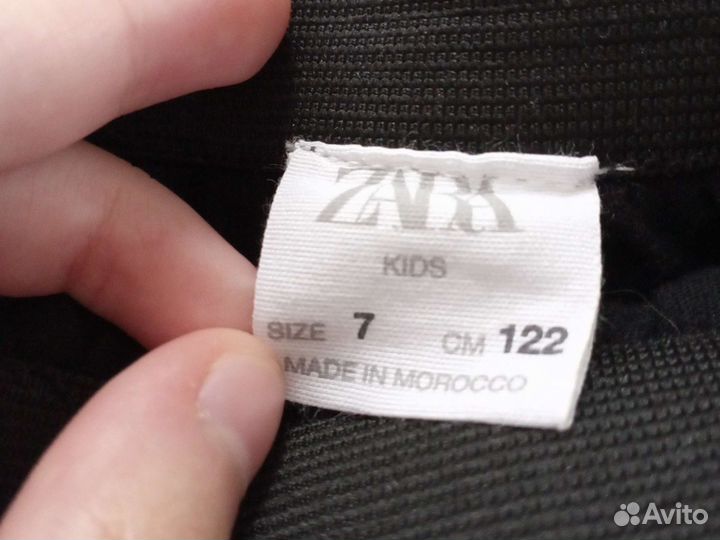 ZARA
KIDS
SIZE 7 CM 122
MADE IN MOROCCO
Avito